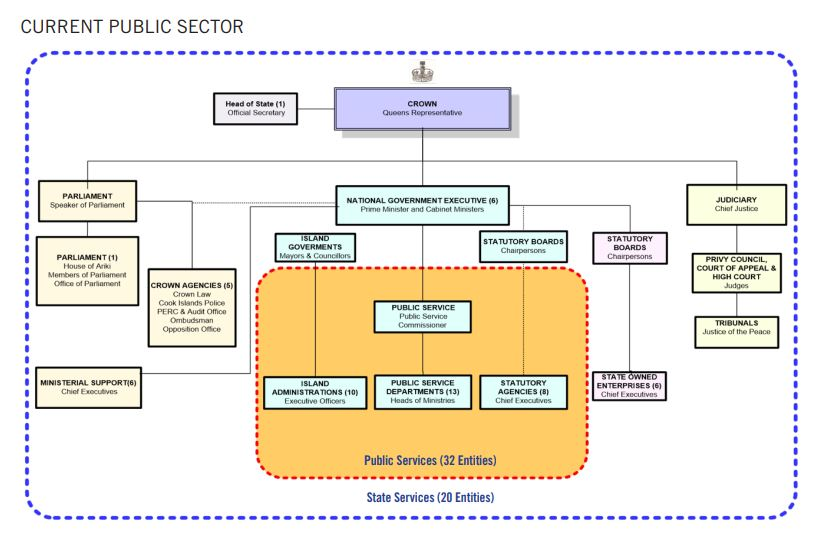 CURRENT PUBLIC SECTOR
Head of State (1)
Official Secretary
CROWN
Queens Representative
PARLIAMENT
Speaker of Parliament
NATIONAL GOVERNMENT EXECUTIVE (6)
Prime Minister and Cabinet Ministers
JUDICIARY
Chief Justice
PARLIAMENT (1)
House of Ariki
Members of Parliament
Office of Parliament
CROWN AGENCIES (5)
Crown Law
Cook Islands Police
PERC & Audit Office
Ombudsman
Opposition Office
ISLAND
GOVERMENTS
Mayors & Councillors
STATUTORY BOARDS
Chairpersons
STATUTORY
BOARDS
Chairpersons
PRIVY COUNCIL,
COURT OF APPEAL &
HIGH COURT
Judges
PUBLIC SERVICE
Public Service
Commissioner
TRIBUNALS
Justice of the Peace
MINISTERIAL SUPPORT(6)
Chief Executives
ISLAND
ADMINISTRATIONS (10)
Executive Officers
PUBLIC SERVICE
DEPARTMENTS (13)
Heads of Ministries
STATUTORY
AGENCIES (8)
Chief Executives
STATE OWNED
ENTERPRISES (6)
Chief Executives
Public Services (32 Entities)
State Services (20 Entities)